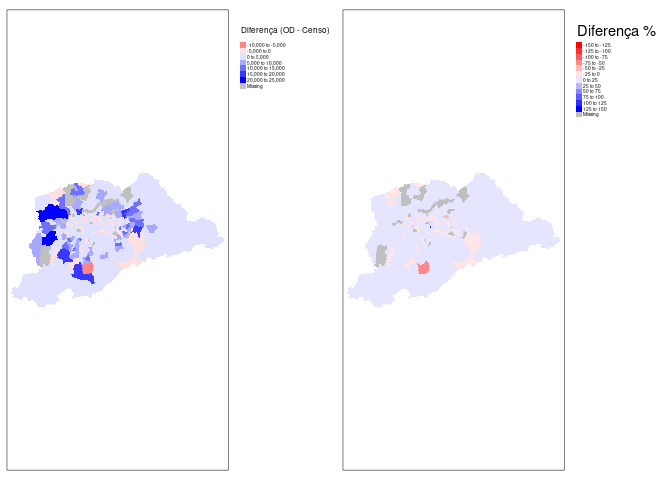 Diferença (OD - Censo)
-10,000 to -5,000
-5,000 to 0
0 to 5,000
5,000 to 10,000
10,000 to 15,000
15,000 to 20,000
20,000 to 25,000
Missing
Diferença %
-150 to -125
-125 to -100
-100 to -75
-75 to -50
-50 to -25
-25 to 0
0 to 25
25 to 50
50 to 75
75 to 100
100 to 125
125 to 150
Missing